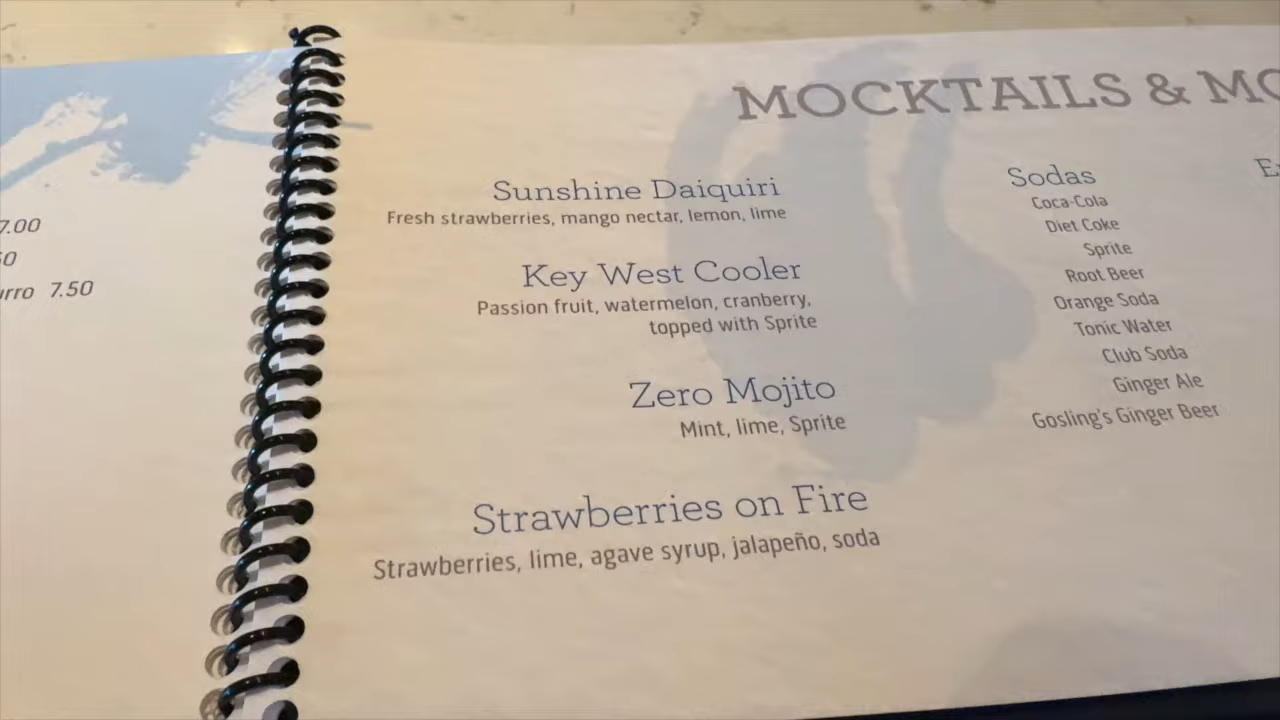 7.00
7.50
MOCKTAILS &
Sunshine Daiquiri
Fresh strawberries, mango nectar, lemon, lime
Key West Cooler
Passion fruit, watermelon, cranberry,
topped with Sprite
Zero Mojito
Mint, lime, Sprite
Strawberries on Fire
Strawberries, lime, agave syrup, jalapeño, soda
Sodas
Coca-Cola
Diet Coke
Sprite
Root Beer
Orange Soda
Tonic Water
Club Soda
Ginger Ale
Gosling's Ginger Beer